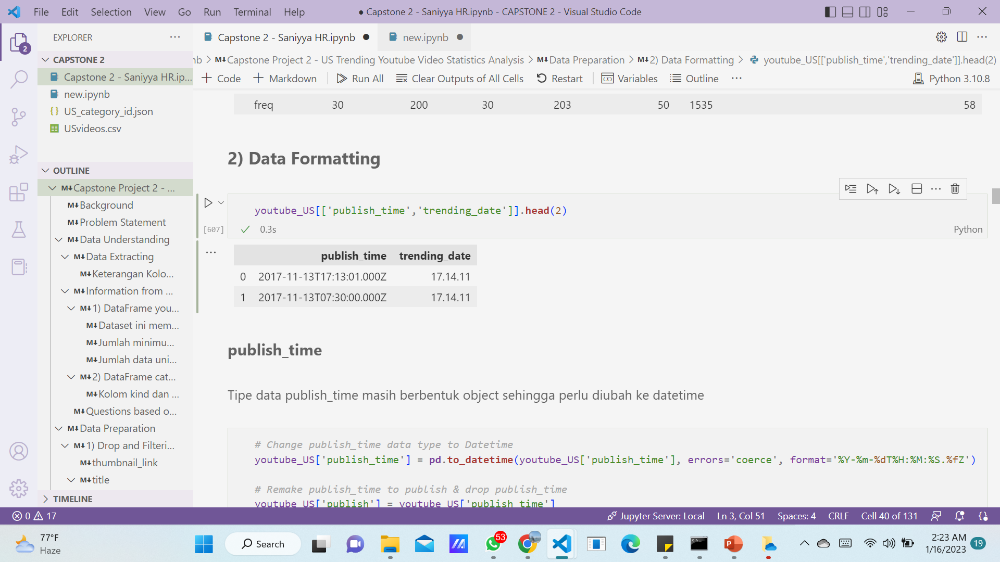 File Edit Selection View Go Run Terminal Help ● Capstone 2 - Saniyya HR.ipynb - CAPSTONE 2 - Visual Studio Code
EXPLORER ···
Capstone 2 - Saniyya HR.ipynb ● new.ipynb ●
2
CAPSTONE 2
Capstone 2 - Saniyya HR.ip...
new.ipynb
US_category_id.json
USvideos.csv
OUTLINE
M↓Capstone Project 2 - ...
M↓Background
M↓Problem Statement
M↓Data Understanding
M↓Data Extracting
M↓Keterangan Kolo...
M↓Information from ...
M↓1) DataFrame you...
M↓Dataset ini mem...
M↓Jumlah minimu...
M↓Jumlah data uni...
M↓2) DataFrame cat...
M↓Kolom kind dan ...
M↓Questions based o...
M↓Data Preparation
M↓1) Drop and Filteri...
M↓thumbnail_link
M↓title
TIMELINE
nb > M↓Capstone Project 2 - US Trending Youtube Video Statistics Analysis > M↓Data Preparation > M↓2) Data Formatting > youtube_US[['publish_time','trending_date']].head(2)
+ Code + Markdown Run All Clear Outputs of All Cells Restart Variables Outline ··· Python 3.10.8
freq 30 200 30 203 50 1535 58
2) Data Formatting
youtube_US[['publish_time','trending_date']].head(2)
[607] ✓ 0.3s Python
publish_time trending_date
0 2017-11-13T17:13:01.000Z 17.14.11
1 2017-11-13T07:30:00.000Z 17.14.11
publish_time
Tipe data publish_time masih berbentuk object sehingga perlu diubah ke datetime
# Change publish_time data type to Datetime
youtube_US['publish_time'] = pd.to_datetime(youtube_US['publish_time'], errors='coerce', format='%Y-%m-%dT%H:%M:%S.%fZ')
# Remake publish_time to publish & drop publish_time
youtube_US['publish'] = youtube_US['publish_time']
0 17 Jupyter Server: Local Ln 3, Col 51 Spaces: 4 CRLF Cell 40 of 131
77°F
Haze
Search
53
2:23 AM
1/16/2023
19